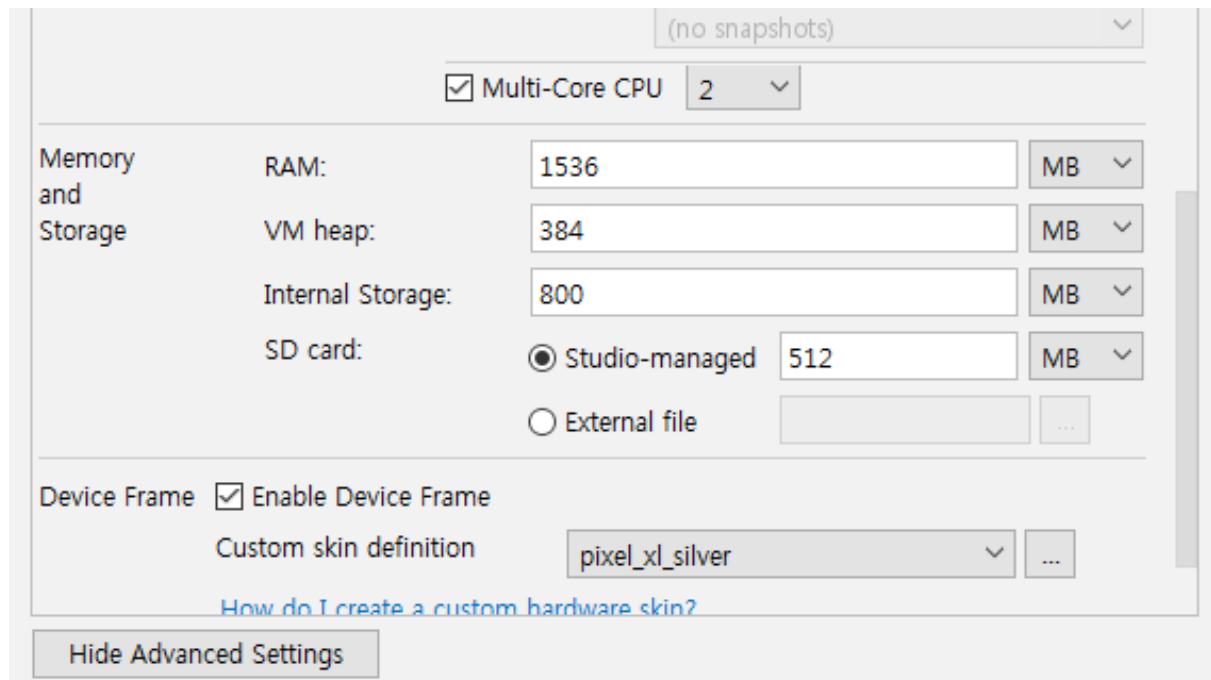 (no snapshots)
Multi-Core CPU 2
Memory and Storage
RAM: 1536 MB
VM heap: 384 MB
Internal Storage: 800 MB
SD card: Studio-managed 512 MB
External file ...
Device Frame Enable Device Frame
Custom skin definition pixel_xl_silver ...
How do I create a custom hardware skin?
Hide Advanced Settings